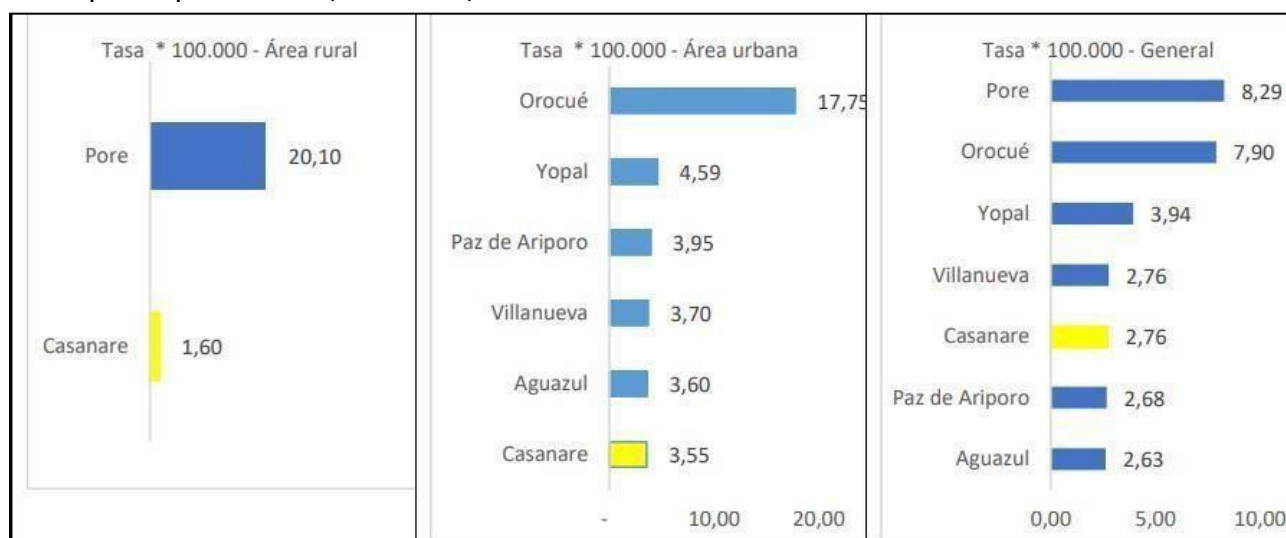 Tasa * 100.000 - Área rural
Pore
20,10
Casanare
1,60
Tasa * 100.000 - Área urbana
Orocué
17,75
Yopal
4,59
Paz de Ariporo
3,95
Villanueva
3,70
Aguazul
3,60
Casanare
3,55
-
10,00
20,00
Tasa * 100.000 - General
Pore
8,29
Orocué
7,90
Yopal
3,94
Villanueva
2,76
Casanare
2,76
Paz de Ariporo
2,68
Aguazul
2,63
0,00
5,00
10,00